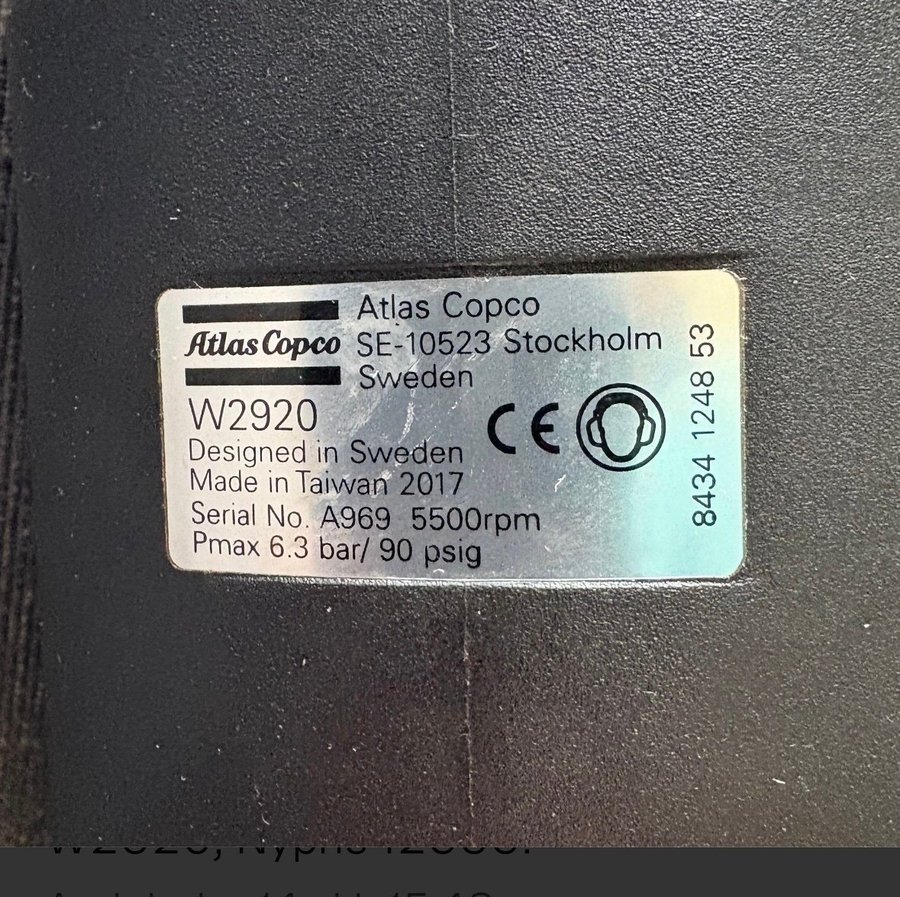 Atlas Copco
Atlas Copco
SE-10523 Stockholm
Sweden
W2920
CE
Designed in Sweden
Made in Taiwan 2017
Serial No. A969 5500rpm
Pmax 6.3 bar/ 90 psig
8434 1248 53